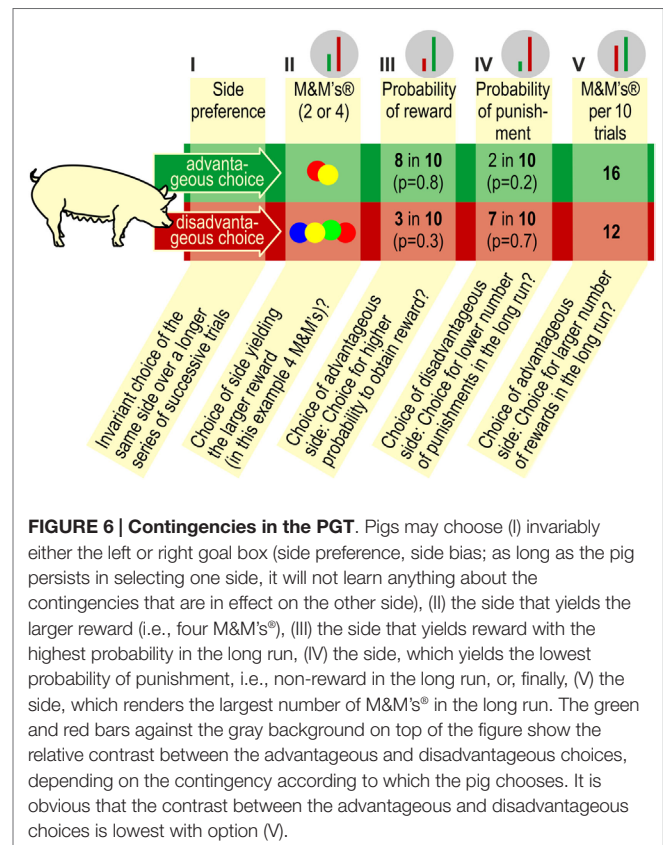 I II III IV V
Side
preference
M&M's®
(2 or 4)
Probability
of reward
Probability
of punish-
ment
M&M's®
per 10
trials
advanta-
geous choice
8 in 10
(p=0.8)
2 in 10
(p=0.2)
16
disadvanta-
geous choice
3 in 10
(p=0.3)
7 in 10
(p=0.7)
12
Invariant choice of the
same side over a longer
series of successive trials
Choice of side yielding
the larger reward
(in this example 4 M&M's)?
Choice of advantageous
side: Choice for higher
probability to obtain reward?
Choice of disadvantageous
side: Choice for lower number
of punishments in the long run?
Choice of advantageous
side: Choice for larger number
of rewards in the long run?
FIGURE 6 | Contingencies in the PGT. Pigs may choose (I) invariably
either the left or right goal box (side preference, side bias; as long as the pig
persists in selecting one side, it will not learn anything about the
contingencies that are in effect on the other side), (II) the side that yields the
larger reward (i.e., four M&M's®), (III) the side that yields reward with the
highest probability in the long run, (IV) the side, which yields the lowest
probability of punishment, i.e., non-reward in the long run, or, finally, (V) the
side, which renders the largest number of M&M's® in the long run. The green
and red bars against the gray background on top of the figure show the
relative contrast between the advantageous and disadvantageous choices,
depending on the contingency according to which the pig chooses. It is
obvious that the contrast between the advantageous and disadvantageous
choices is lowest with option (V).